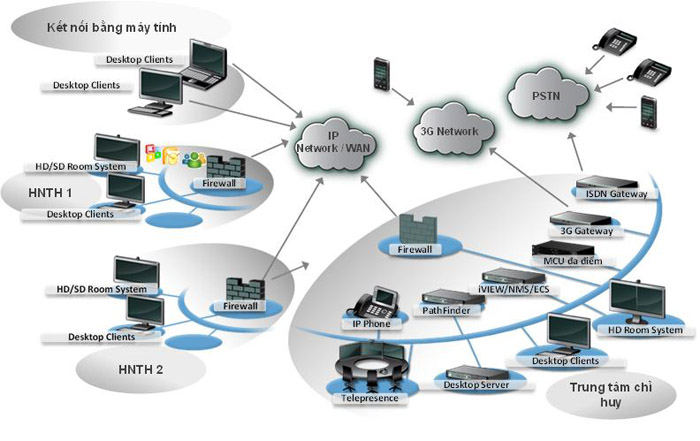 Kết nối bằng máy tính
Desktop Clients
Desktop Clients
HD/SD Room System
Firewall
HNTH 1
Desktop Clients
HD/SD Room System
Firewall
Desktop Clients
HNTH 2
IP
Network / WAN
3G Network
PSTN
ISDN Gateway
3G Gateway
Firewall
MCU đa điểm
iVIEW/NMS/ECS
PathFinder
IP Phone
HD Room System
Desktop Clients
Desktop Server
Telepresence
Trung tâm chỉ
huy